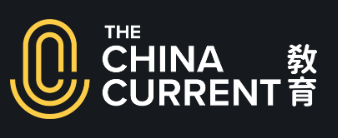 THE
CHINA
CURRENT
教
育